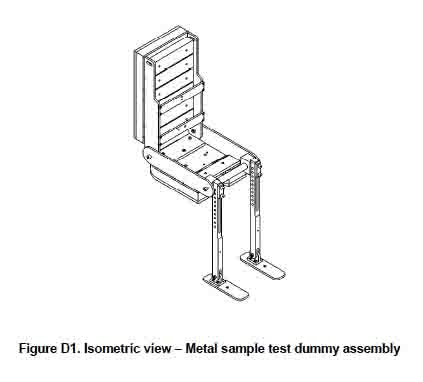 Figure D1. Isometric view – Metal sample test dummy assembly